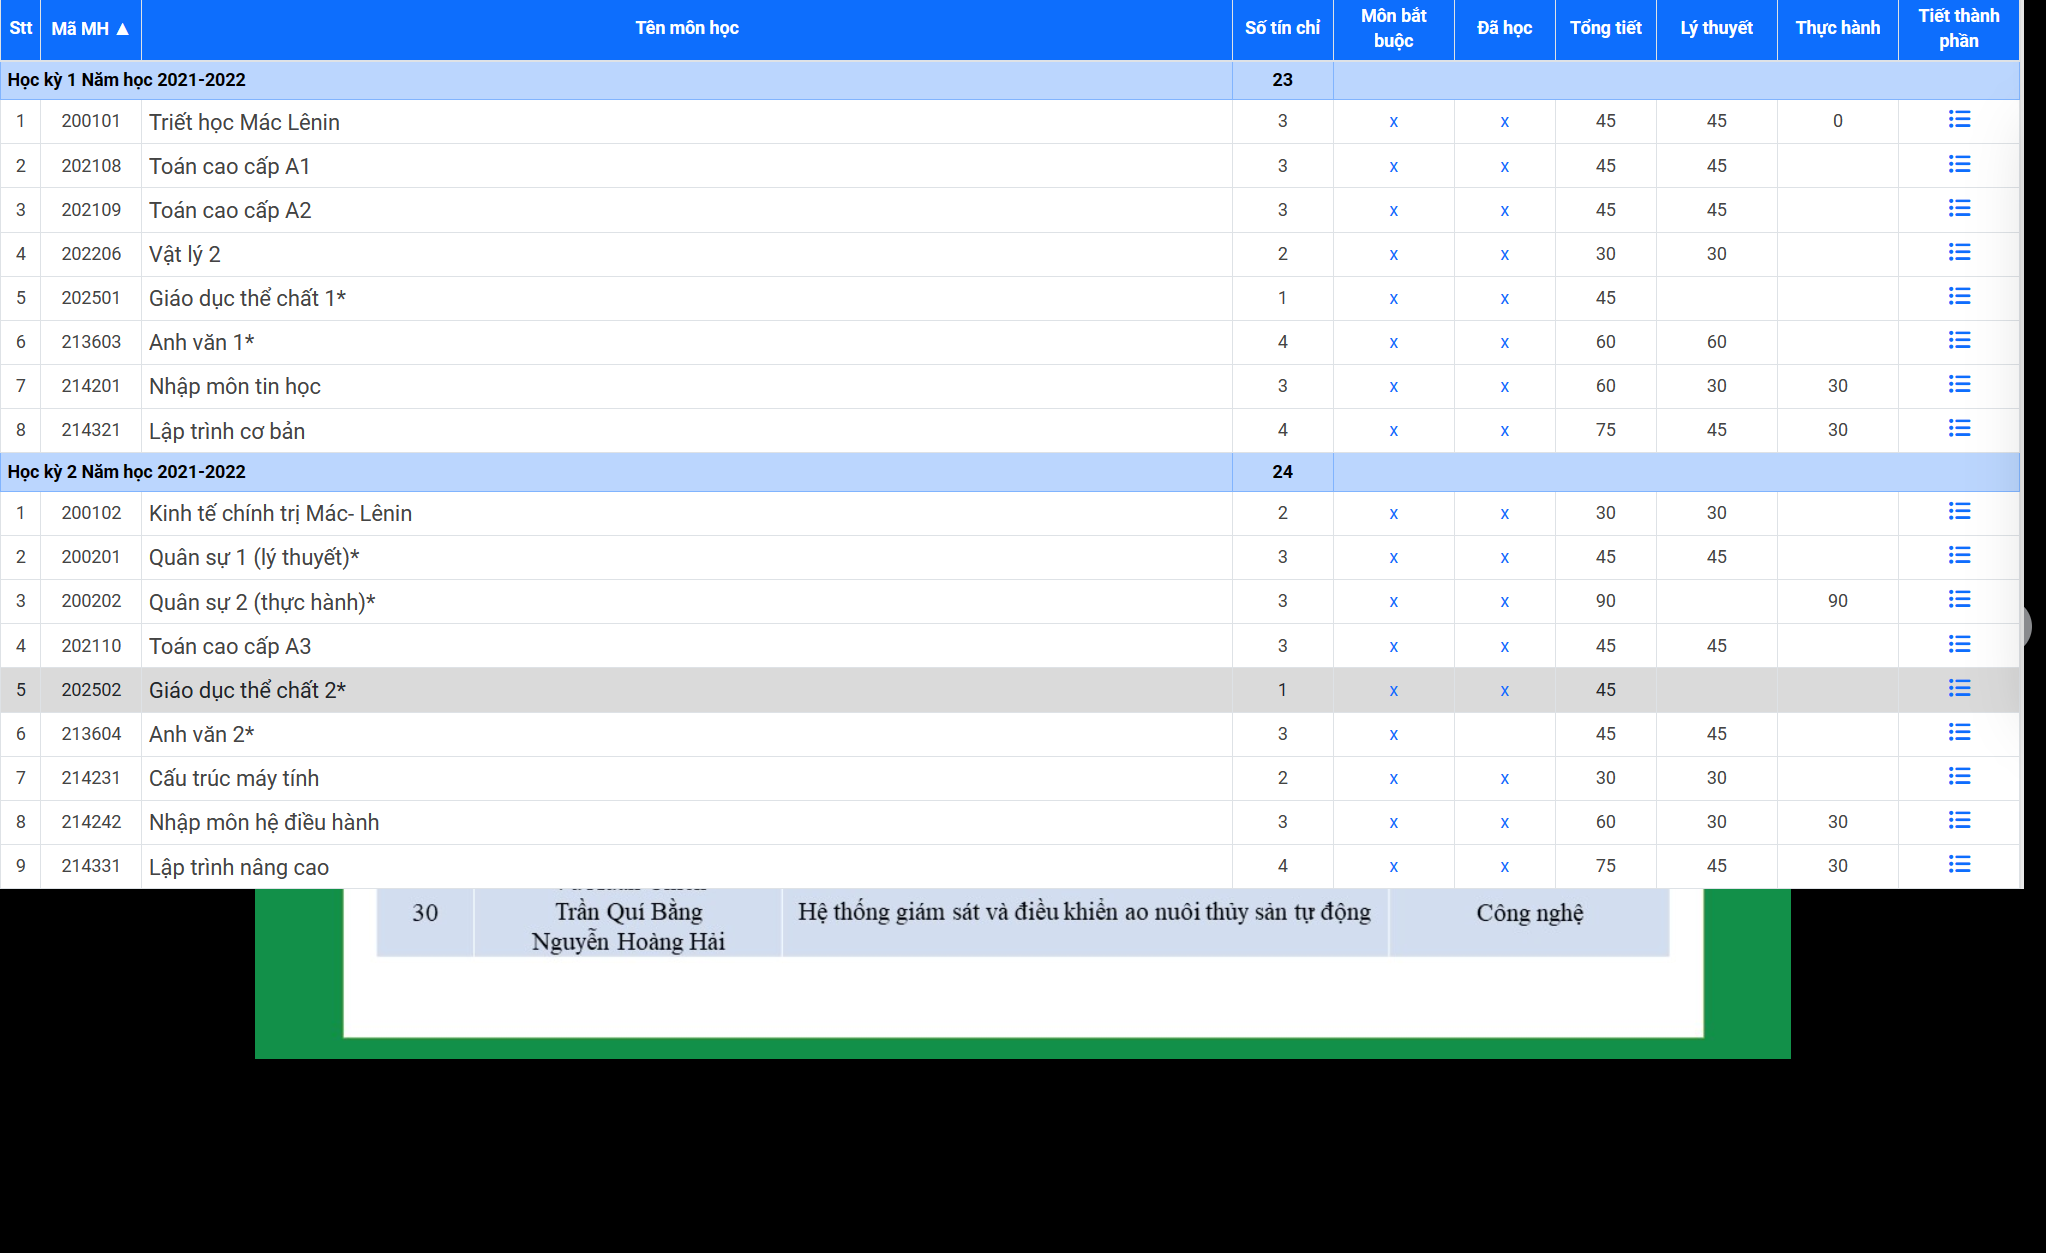 Stt Mã MH ▲ Tên môn học Số tín chỉ Môn bắt buộc Đã học Tổng tiết Lý thuyết Thực hành Tiết thành phần
Học kỳ 1 Năm học 2021-2022 23
1 200101 Triết học Mác Lênin 3 x x 45 45 0
2 202108 Toán cao cấp A1 3 x x 45 45
3 202109 Toán cao cấp A2 3 x x 45 45
4 202206 Vật lý 2 2 x x 30 30
5 202501 Giáo dục thể chất 1* 1 x x 45
6 213603 Anh văn 1* 4 x x 60 60
7 214201 Nhập môn tin học 3 x x 60 30 30
8 214321 Lập trình cơ bản 4 x x 75 45 30
Học kỳ 2 Năm học 2021-2022 24
1 200102 Kinh tế chính trị Mác- Lênin 2 x x 30 30
2 200201 Quân sự 1 (lý thuyết)* 3 x x 45 45
3 200202 Quân sự 2 (thực hành)* 3 x x 90 90
4 202110 Toán cao cấp A3 3 x x 45 45
5 202502 Giáo dục thể chất 2* 1 x x 45
6 213604 Anh văn 2* 3 x 45 45
7 214231 Cấu trúc máy tính 2 x x 30 30
8 214242 Nhập môn hệ điều hành 3 x x 60 30 30
9 214331 Lập trình nâng cao 4 x x 75 45 30
30 Trần Quí Bằng Hệ thống giám sát và điều khiển ao nuôi thủy sản tự động Công nghệ
Nguyễn Hoàng Hải